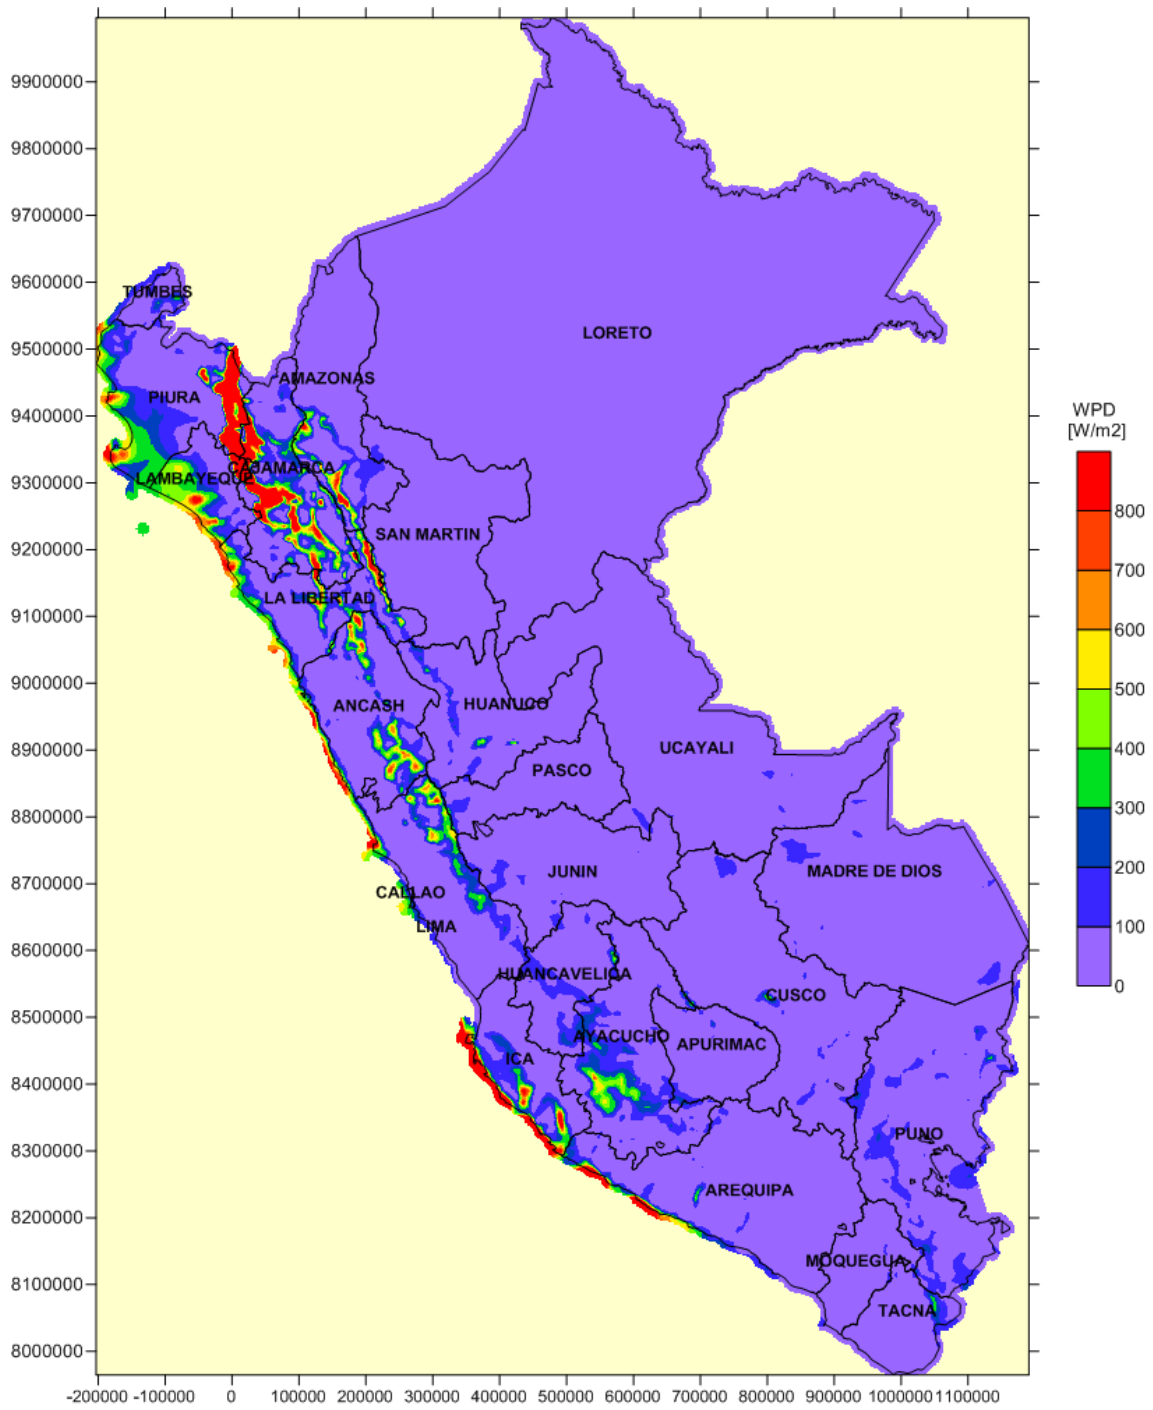 9900000
9800000
9700000
9600000
9500000
9400000
9300000
9200000
9100000
9000000
8900000
8800000
8700000
8600000
8500000
8400000
8300000
8200000
8100000
8000000
TUMBES
LORETO
AMAZONAS
PIURA
CAJAMARCA
LAMBAYEQUE
SAN MARTIN
LA LIBERTAD
ANCASH
HUANUCO
UCAYALI
PASCO
JUNIN
MADRE DE DIOS
CALLAO
LIMA
HUANCAVELICA
CUSCO
AYACUCHO
APURIMAC
ICA
PUNO
AREQUIPA
MOQUEGUA
TACNA
WPD
[W/m2]
800
700
600
500
400
300
200
100
0
-200000 -100000 0 100000 200000 300000 400000 500000 600000 700000 800000 900000 1000000 1100000